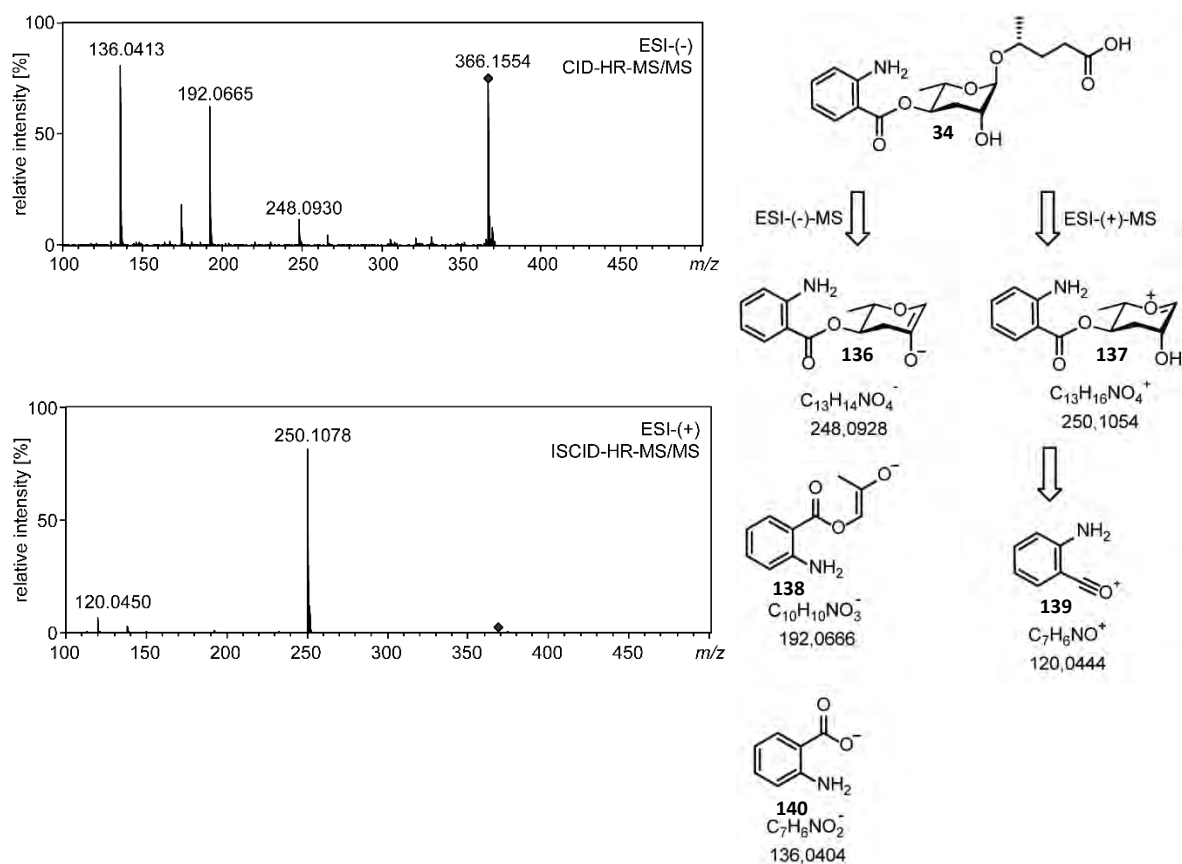 100
50
0
relative intensity [%]
136.0413
192.0665
248.0930
366.1554
ESI-(-)
CID-HR-MS/MS
100 150 200 250 300 350 400 450 m/z
100
50
0
relative intensity [%]
120.0450
250.1078
ESI-(+)
ISCID-HR-MS/MS
100 150 200 250 300 350 400 450 m/z
NH₂
O
O
O
O
OH
O
OH
34
ESI-(-)-MS
ESI-(+)-MS
NH₂
O
O
O
O⁻
136
C₁₃H₁₄NO₄⁻
248,0928
NH₂
O
O
O⁺
OH
137
C₁₃H₁₆NO₄⁺
250,1054
O
O
O⁻
NH₂
138
C₁₀H₁₀NO₃⁻
192,0666
NH₂
O⁺
139
C₇H₆NO⁺
120,0444
O
O⁻
NH₂
140
C₇H₆NO₂⁻
136,0404